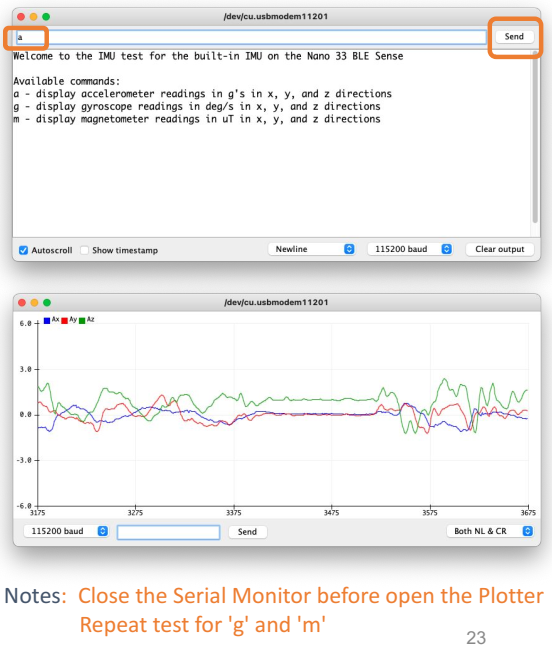 /dev/cu.usbmodem11201
a
Send
Welcome to the IMU test for the built-in IMU on the Nano 33 BLE Sense
Available commands:
a - display accelerometer readings in g's in x, y, and z directions
g - display gyroscope readings in deg/s in x, y, and z directions
m - display magnetometer readings in uT in x, y, and z directions
Autoscroll Show timestamp Newline 115200 baud Clear output
/dev/cu.usbmodem11201
Ax Ay Az
6.0
3.0
0.0
-3.0
-6.0
3175 3275 3375 3475 3575 3675
115200 baud Send Both NL & CR
Notes: Close the Serial Monitor before open the Plotter
Repeat test for 'g' and 'm'
23